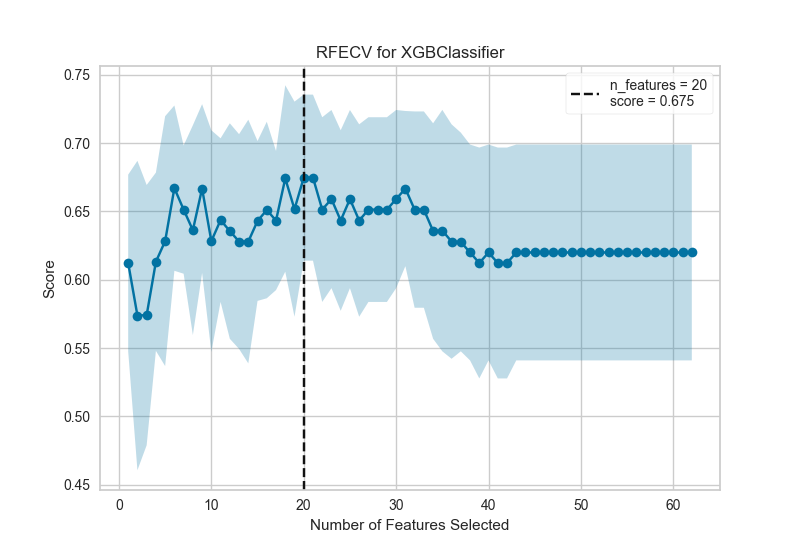 RFECV for XGBClassifier
n_features = 20
score = 0.675
0.75
0.70
0.65
0.60
0.55
0.50
0.45
Score
0 10 20 30 40 50 60
Number of Features Selected